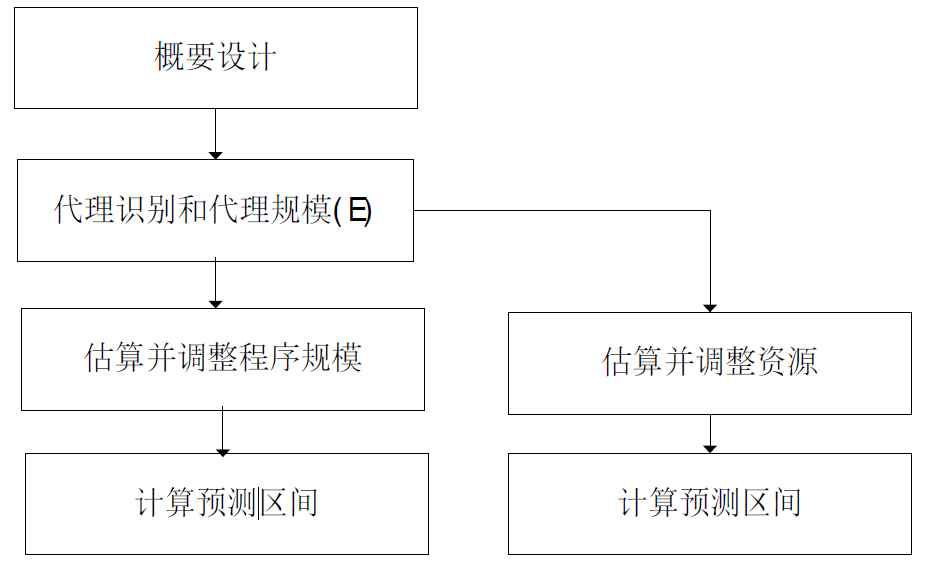 概要设计
代理识别和代理规模(E)
估算并调整程序规模
估算并调整资源
计算预测区间
计算预测区间